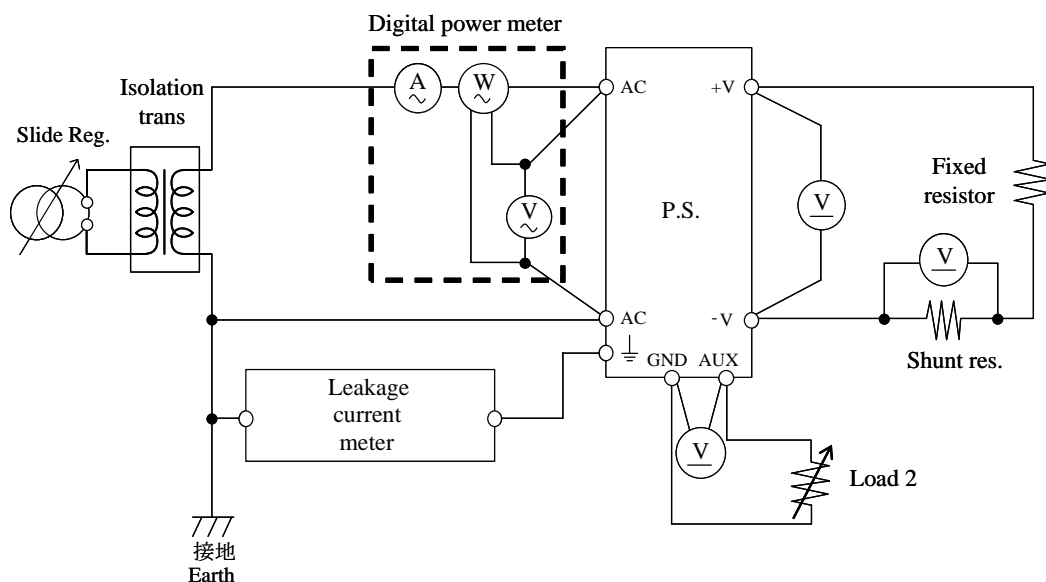 Digital power meter
Isolation
trans
Slide Reg.
A
W
V
AC
+V
P.S.
V
Fixed
resistor
V
Shunt res.
AC
-V
GND
AUX
Leakage
current
meter
V
Load 2
接地
Earth